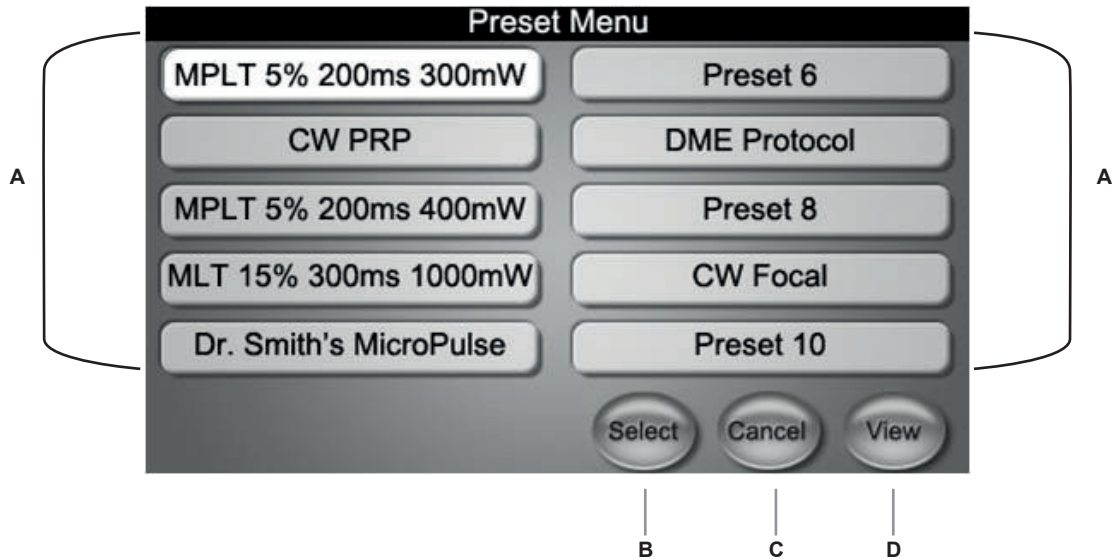 Preset Menu
MPLT 5% 200ms 300mW
Preset 6
CW PRP
DME Protocol
A
A
MPLT 5% 200ms 400mW
Preset 8
MLT 15% 300ms 1000mW
CW Focal
Dr. Smith's MicroPulse
Preset 10
Select
Cancel
View
B
C
D